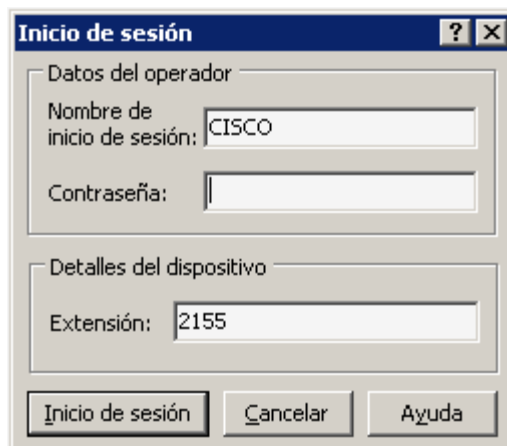 Inicio de sesión
Datos del operador
Nombre de
inicio de sesión:
CISCO
Contraseña:
Detalles del dispositivo
Extensión:
2155
Inicio de sesión
Cancelar
Ayuda